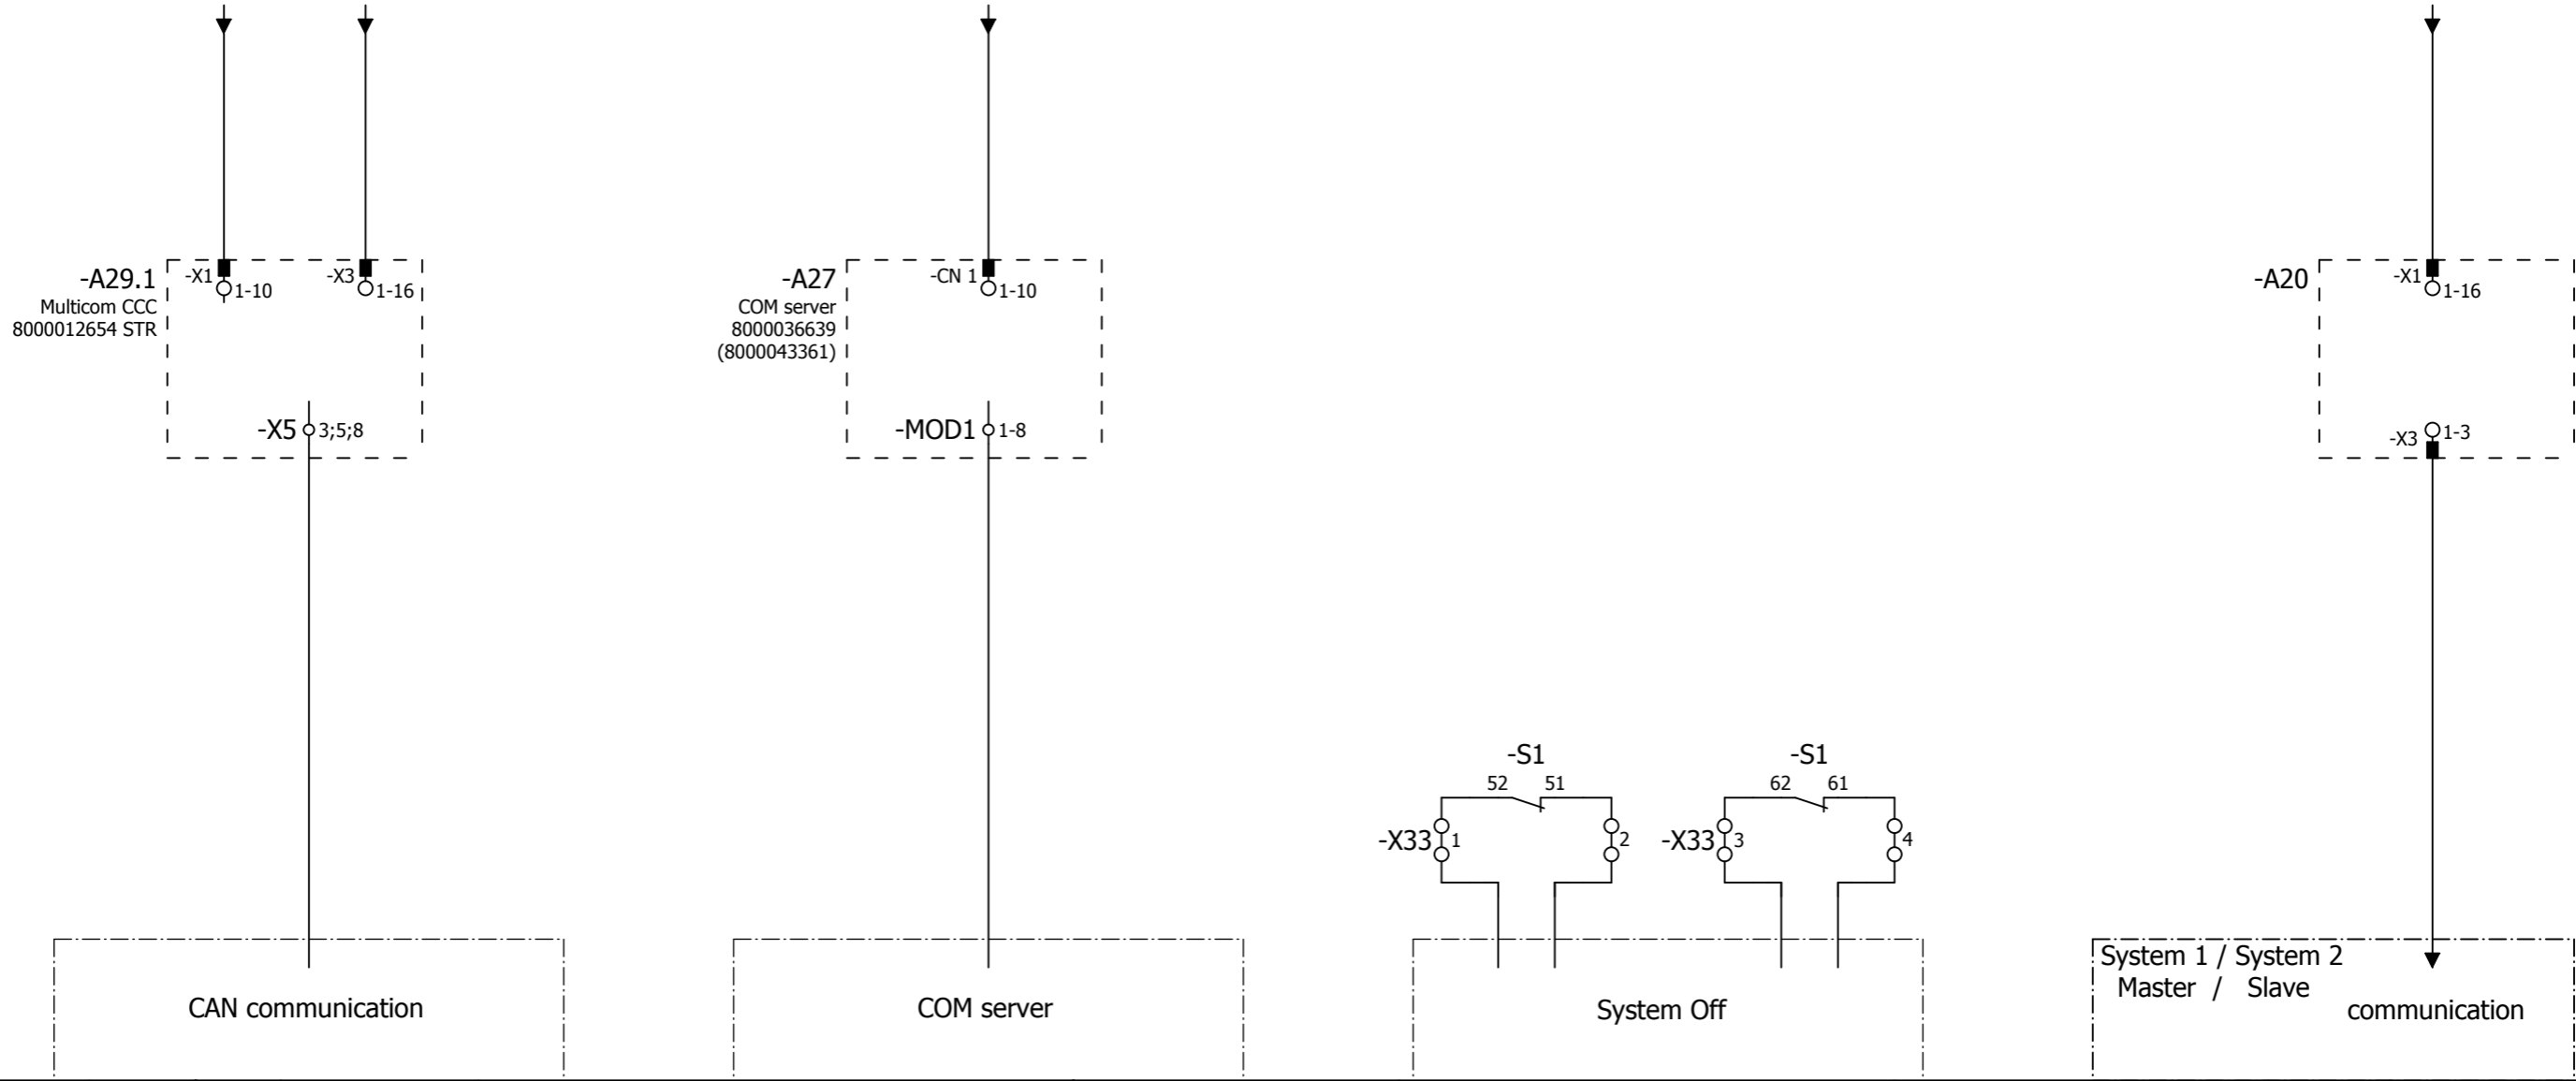 -A29.1
Multicom CCC
8000012654 STR
-X1
1-10
-X3
1-16
-X5
3;5;8
CAN communication
-A27
COM server
8000036639
(8000043361)
-CN 1
1-10
-MOD1
1-8
COM server
-S1
52 51
-X33
1
2
-S1
62 61
-X33
3
4
System Off
-A20
-X1
1-16
-X3
1-3
System 1 / System 2
Master / Slave
communication